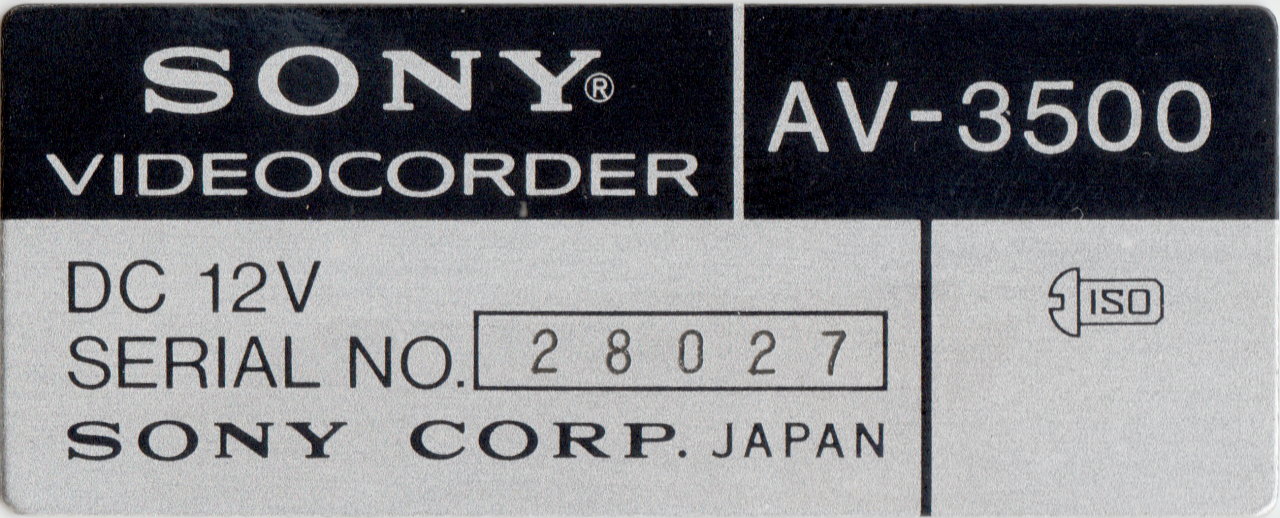 SONY®
VIDEOCORDER
AV-3500
DC 12V
SERIAL NO. 28027
SONY CORP. JAPAN
ISO